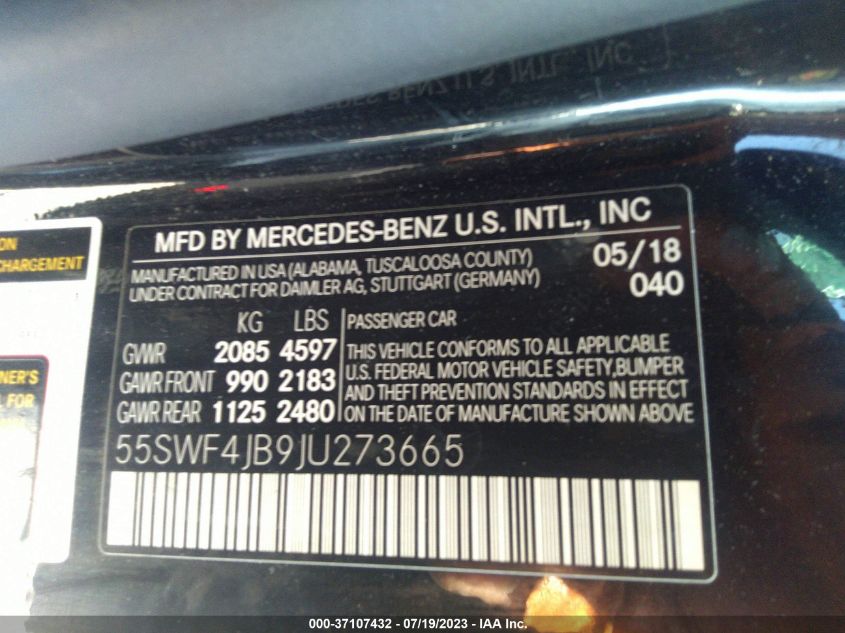 MFD BY MERCEDES-BENZ U.S. INTL., INC
MANUFACTURED IN USA (ALABAMA, TUSCALOOSA COUNTY) 05/18
UNDER CONTRACT FOR DAIMLER AG, STUTTGART (GERMANY) 040
KG LBS
GVWR 2085 4597
GAWR FRONT 990 2183
GAWR REAR 1125 2480
PASSENGER CAR
THIS VEHICLE CONFORMS TO ALL APPLICABLE
U.S. FEDERAL MOTOR VEHICLE SAFETY,BUMPER
AND THEFT PREVENTION STANDARDS IN EFFECT
ON THE DATE OF MANUFACTURE SHOWN ABOVE
55SWF4JB9JU273665
ON
CHARGEMENT
NER'S
FOR
000-37107432 - 07/19/2023 - IAA Inc.